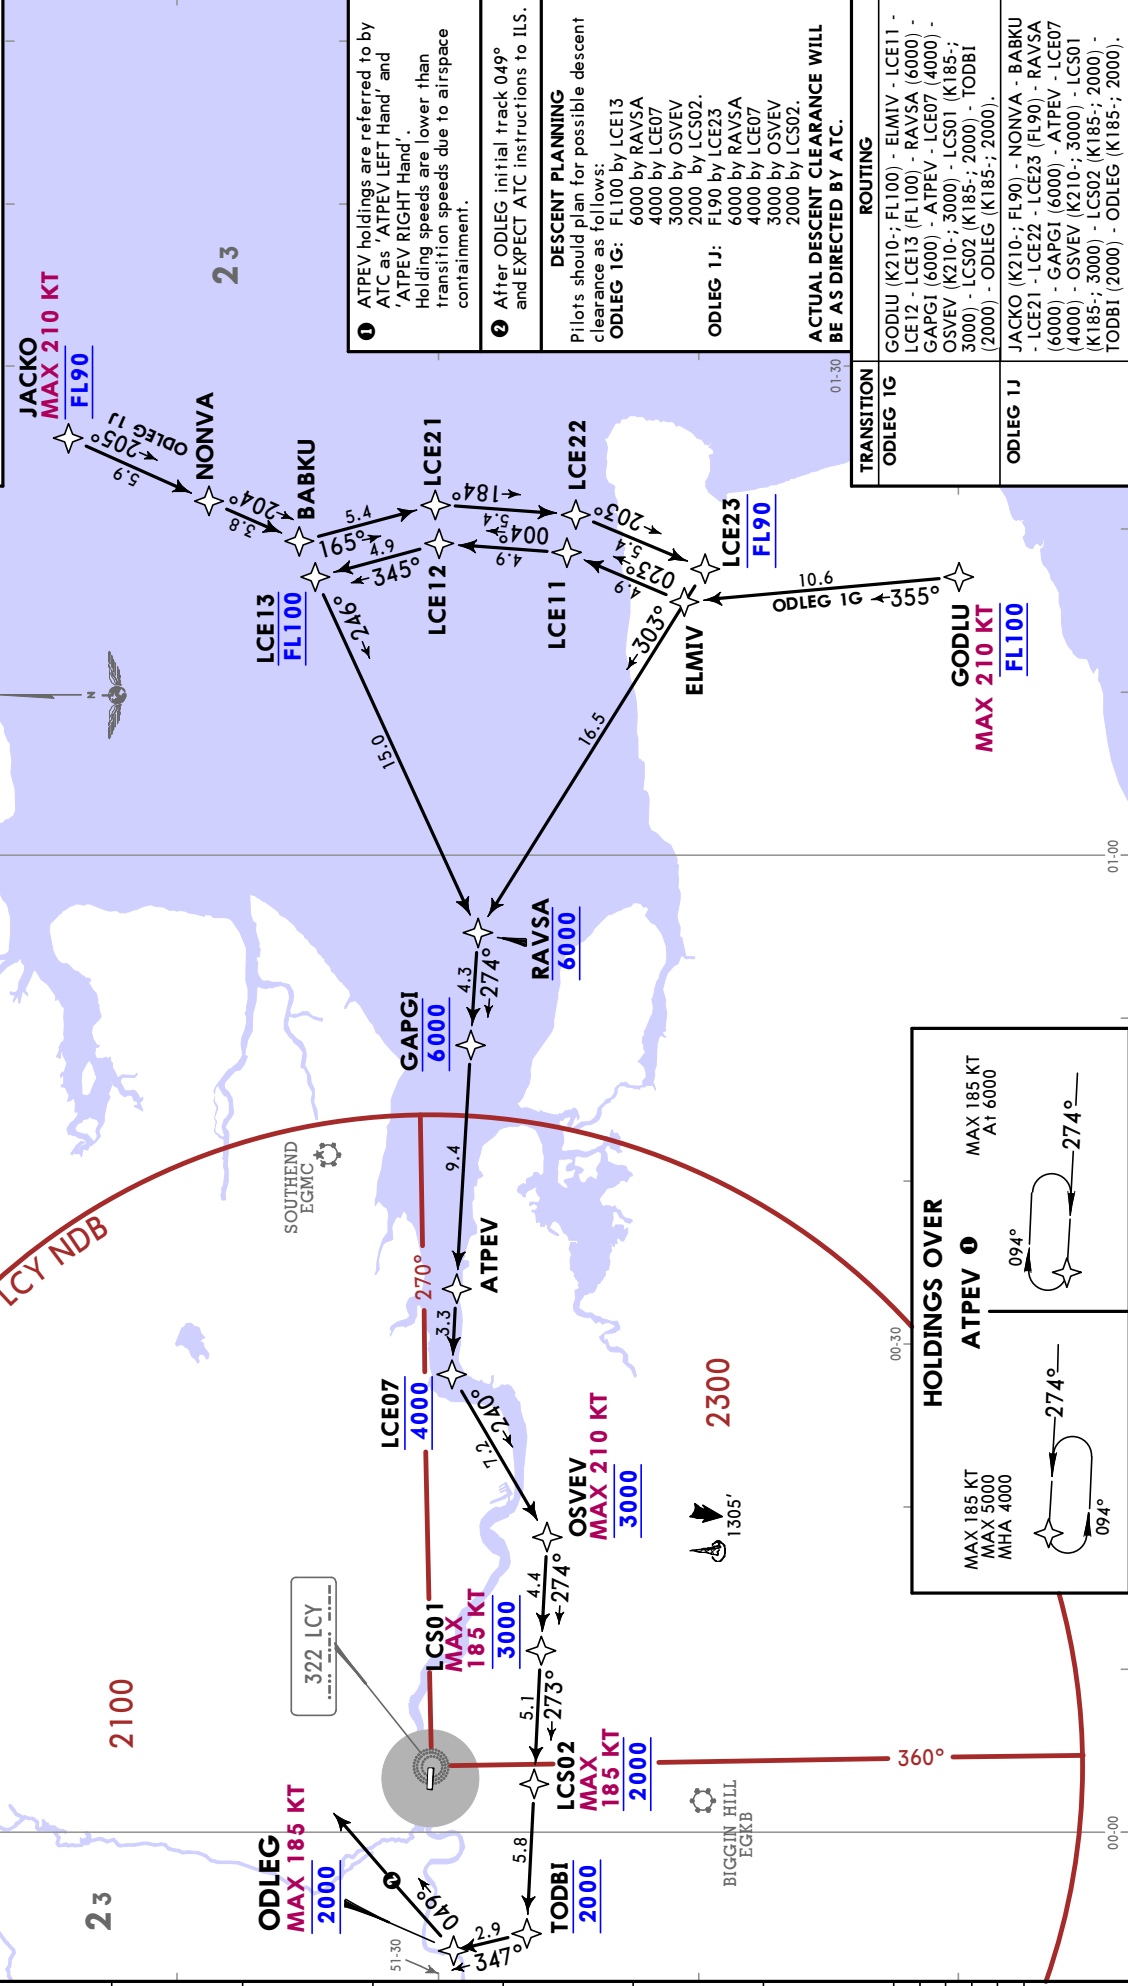 JACKO
MAX 210 KT
FL90
23
5.9
205°
ODLEG 1J
NONVA
3.8
204°
BABKU
5.4
165°
LCE21
184°
5.4
LCE22
203°
5.4
LCE23
FL90
LCE13
FL100
4.9
345°
LCE12
4.9
004°
LCE11
4.9
023°
ELMIV
303°
16.5
10.6
ODLEG 1G
355°
GODLU
MAX 210 KT
FL100
246°
15.0
N
RAVSA
6000
4.3
274°
GAPGI
6000
9.4
ATPEV
3.3
LCE07
4000
7.2
240°
OSVEV
MAX 210 KT
3000
4.4
274°
LCS01
MAX
185 KT
3000
5.1
273°
LCS02
MAX
185 KT
2000
5.8
TODBI
2000
2.9
347°
ODLEG
MAX 185 KT
2000
049°
2
51-30
23
2100
2300
1305'
322 LCY
LCY NDB
270°
360°
SOUTHEND
EGMC
BIGGIN HILL
EGKB
00-00
00-30
01-00
01-30
1 ATPEV holdings are referred to by
ATC as 'ATPEV LEFT Hand' and
'ATPEV RIGHT Hand'.
Holding speeds are lower than
transition speeds due to airspace
containment.
2 After ODLEG initial track 049°
and EXPECT ATC instructions to ILS.
DESCENT PLANNING
Pilots should plan for possible descent
clearance as follows:
ODLEG 1G: FL100 by LCE13
6000 by RAVSA
4000 by LCE07
3000 by OSVEV
2000 by LCS02.
ODLEG 1J: FL90 by LCE23
6000 by RAVSA
4000 by LCE07
3000 by OSVEV
2000 by LCS02.
ACTUAL DESCENT CLEARANCE WILL
BE AS DIRECTED BY ATC.
TRANSITION ROUTING
ODLEG 1G GODLU (K210-; FL100) - ELMIV - LCE11 -
LCE12 - LCE13 (FL100) - RAVSA (6000) -
GAPGI (6000) - ATPEV - LCE07 (4000) -
OSVEV (K210-; 3000) - LCS01 (K185-;
3000) - LCS02 (K185-; 2000) - TODBI
(2000) - ODLEG (K185-; 2000).
ODLEG 1J JACKO (K210-; FL90) - NONVA - BABKU
- LCE21 - LCE22 - LCE23 (FL90) - RAVSA
(6000) - GAPGI (6000) - ATPEV - LCE07
(4000) - OSVEV (K210-; 3000) - LCS01
(K185-; 3000) - LCS02 (K185-; 2000) -
TODBI (2000) - ODLEG (K185-; 2000).
HOLDINGS OVER
ATPEV 1
MAX 185 KT
MAX 5000
MHA 4000
274°
094°
MAX 185 KT
At 6000
094°
274°